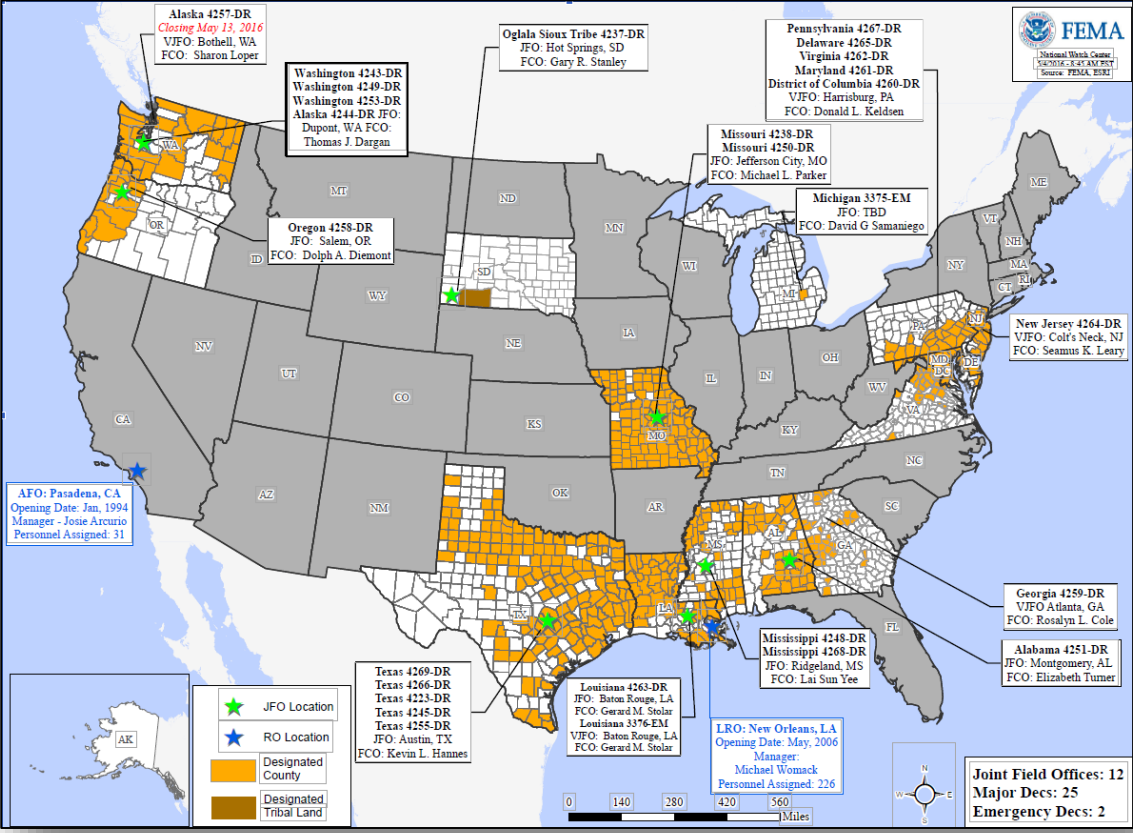 Alaska 4257-DR
Closing May 13, 2016
VJFO: Bothell, WA
FCO: Sharon Loper
Washington 4243-DR
Washington 4249-DR
Washington 4253-DR
Alaska 4244-DR JFO:
Dupont, WA FCO:
Thomas J. Dargan
Oglala Sioux Tribe 4237-DR
JFO: Hot Springs, SD
FCO: Gary R. Stanley
Pennsylvania 4267-DR
Delaware 4265-DR
Virginia 4262-DR
Maryland 4261-DR
District of Columbia 4260-DR
VJFO: Harrisburg, PA
FCO: Donald L. Keldsen
FEMA
National Watch Center
5/4/2016 - 8:45 AM EST
Source: FEMA, ESRI
Missouri 4238-DR
Missouri 4250-DR
JFO: Jefferson City, MO
FCO: Michael L. Parker
Michigan 3375-EM
JFO: TBD
FCO: David G Samaniego
Oregon 4258-DR
JFO: Salem, OR
FCO: Dolph A. Diemont
New Jersey 4264-DR
VJFO: Colt's Neck, NJ
FCO: Seamus K. Leary
WA
OR
ID
MT
ND
SD
MN
WI
MI
WY
NE
IA
NV
UT
CO
KS
CA
AZ
NM
OK
TX
MO
AR
LA
MS
AL
GA
FL
SC
NC
TN
KY
IL
IN
OH
WV
VA
MD
DC
DE
PA
NJ
NY
CT
RI
MA
NH
VT
ME
AK
AFO: Pasadena, CA
Opening Date: Jan, 1994
Manager - Josie Arcurio
Personnel Assigned: 31
Georgia 4259-DR
VJFO Atlanta, GA
FCO: Rosalyn L. Cole
Alabama 4251-DR
JFO: Montgomery, AL
FCO: Elizabeth Turner
Mississippi 4248-DR
Mississippi 4268-DR
JFO: Ridgeland, MS
FCO: Lai Sun Yee
Texas 4269-DR
Texas 4266-DR
Texas 4223-DR
Texas 4245-DR
Texas 4255-DR
JFO: Austin, TX
FCO: Kevin L. Hannes
Louisiana 4263-DR
JFO: Baton Rouge, LA
FCO: Gerard M. Stolar
Louisiana 3376-EM
VJFO: Baton Rouge, LA
FCO: Gerard M. Stolar
LRO: New Orleans, LA
Opening Date: May, 2006
Manager:
Michael Womack
Personnel Assigned: 226
JFO Location
RO Location
Designated
County
Designated
Tribal Land
0 140 280 420 560
Miles
N
W E
S
Joint Field Offices: 12
Major Decs: 25
Emergency Decs: 2